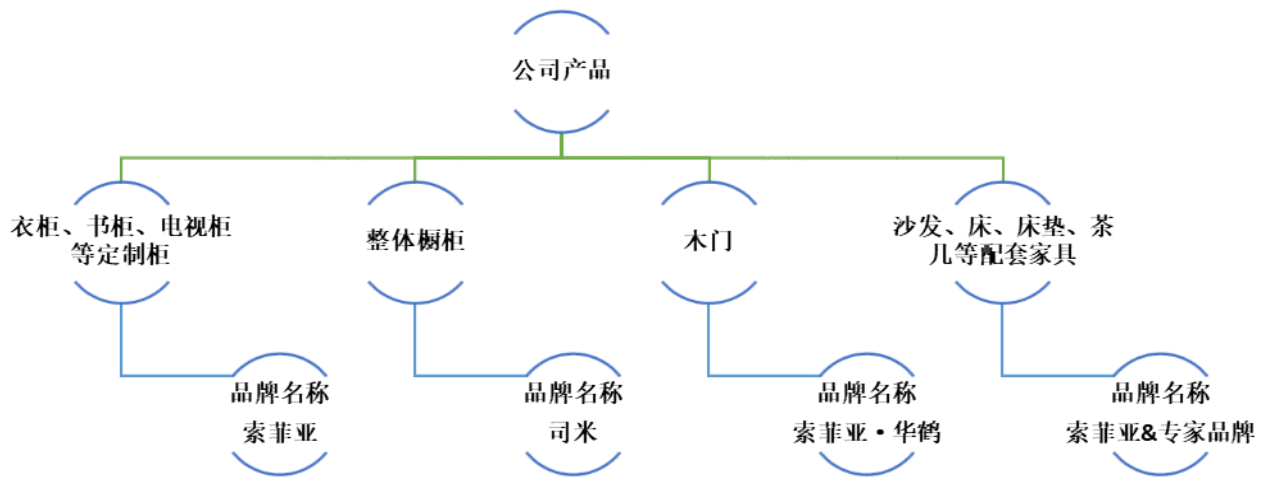 公司产品
衣柜、书柜、电视柜
等定制柜
整体橱柜
木门
沙发、床、床垫、茶
几等配套家具
品牌名称
索菲亚
品牌名称
司米
品牌名称
索菲亚·华鹤
品牌名称
索菲亚&专家品牌